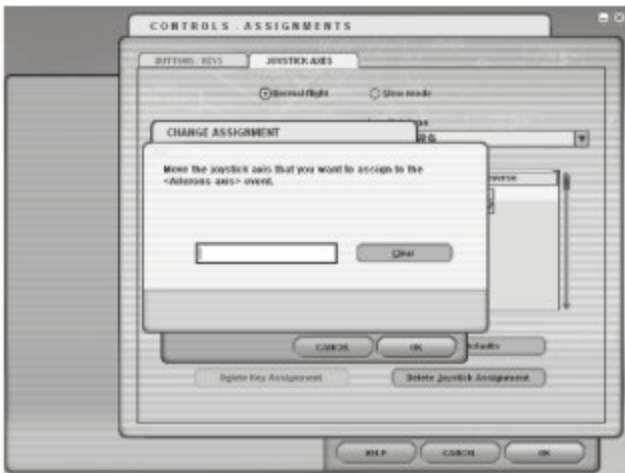 CONTROLS - ASSIGNMENTS
BUTTONS / KEYS
JOYSTICK AXES
Normal flight
Slew mode
CHANGE ASSIGNMENT
Move the joystick axis that you want to assign to the
<Ailerons axis> event.
Clear
CANCEL
OK
Delete Key Assignment
Delete Joystick Assignment
HELP
CANCEL
OK